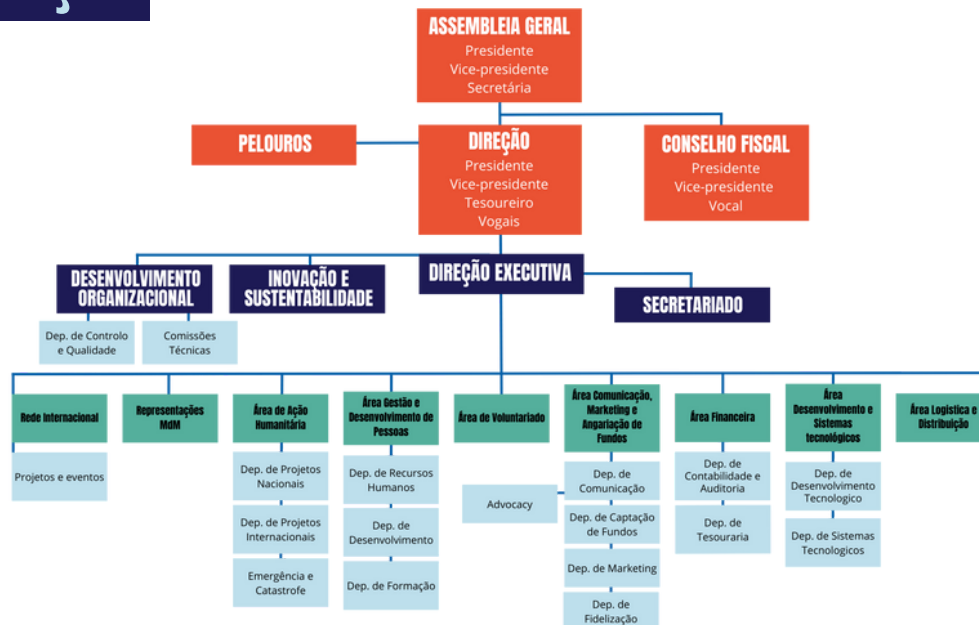 ASSEMBLEIA GERAL
Presidente
Vice-presidente
Secretária
PELOUROS
DIREÇÃO
Presidente
Vice-presidente
Tesoureiro
Vogais
CONSELHO FISCAL
Presidente
Vice-presidente
Vocal
DESENVOLVIMENTO
ORGANIZACIONAL
INOVAÇÃO E
SUSTENTABILIDADE
DIREÇÃO EXECUTIVA
SECRETARIADO
Dep. de Controlo
e Qualidade
Comissões
Técnicas
Rede Internacional
Projetos e eventos
Representações
MdM
Área de Ação
Humanitária
Dep. de Projetos
Nacionais
Dep. de Projetos
Internacionais
Emergência e
Catastrofe
Área Gestão e
Desenvolvimento de
Pessoas
Dep. de Recursos
Humanos
Dep. de
Desenvolvimento
Dep. de Formação
Área de Voluntariado
Área Comunicação,
Marketing e
Angariação de
Fundos
Advocacy
Dep. de
Comunicação
Dep. de Captação
de Fundos
Dep. de Marketing
Dep. de
Fidelização
Área Financeira
Dep. de
Contabilidade e
Auditoria
Dep. de
Tesouraria
Área
Desenvolvimento e
Sistemas
tecnológicos
Dep. de
Desenvolvimento
Tecnologico
Dep. de Sistemas
Tecnologicos
Área Logistica e
Distribuição